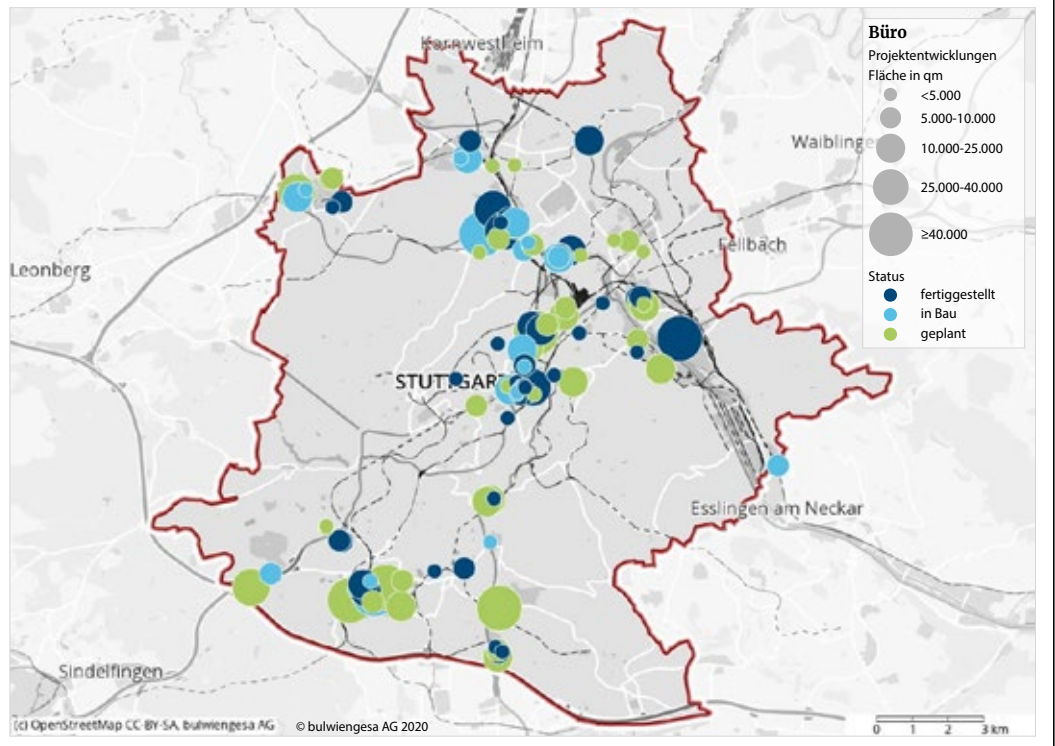 Kornwestheim
Büro
Projektentwicklungen
Fläche in qm
<5.000
5.000-10.000
10.000-25.000
25.000-40.000
≥40.000
Status
fertiggestellt
in Bau
geplant
Waiblinge
Fellbach
Leonberg
STUTTGAR
Esslingen am Neckar
Sindelfingen
(c) OpenStreetMap CC-BY-SA, bulwiengesa AG
© bulwiengesa AG 2020
0 1 2 3 km